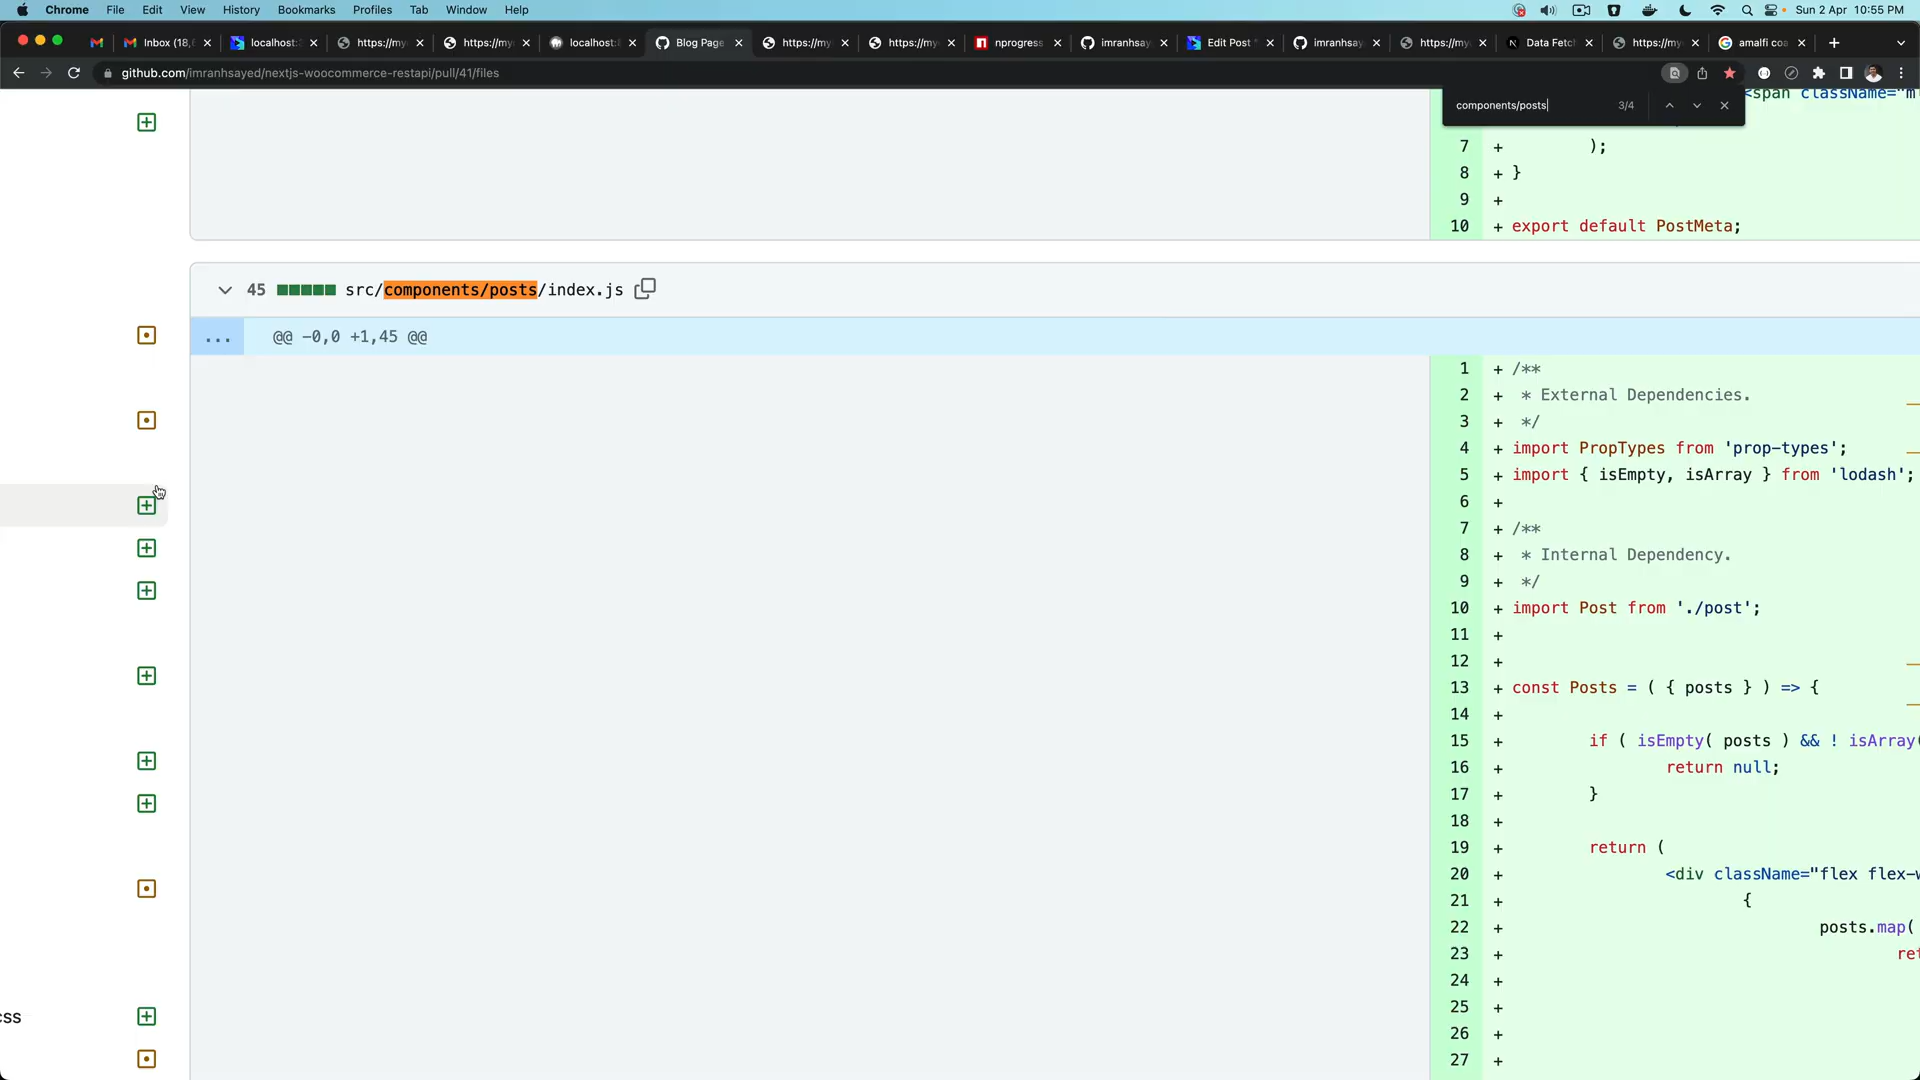 Chrome File Edit View History Bookmarks Profiles Tab Window Help Sun 2 Apr 10:55 PM
Inbox (18, localhost: https://my https://my localhost: Blog Page https://my https://my nprogress imranhsay Edit Post " imranhsay https://my Data Fetch https://my amalfi coa
github.com/imranhsayed/nextjs-woocommerce-restapi/pull/41/files
components/posts 3/4
<span className="m
7 + );
8 + }
9 +
10 + export default PostMeta;
45 src/components/posts/index.js
... @@ -0,0 +1,45 @@
1 + /**
2 + * External Dependencies.
3 + */
4 + import PropTypes from 'prop-types';
5 + import { isEmpty, isArray } from 'lodash';
6 +
7 + /**
8 + * Internal Dependency.
9 + */
10 + import Post from './post';
11 +
12 +
13 + const Posts = ( { posts } ) => {
14 +
15 + if ( isEmpty( posts ) && ! isArray(
16 + return null;
17 + }
18 +
19 + return (
20 + <div className="flex flex-w
21 + {
22 + posts.map(
23 + ret
24 +
25 +
26 +
27 +
css